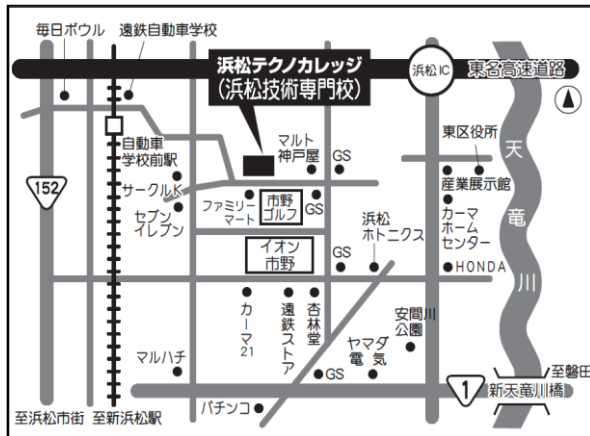 毎日ボウル
遠鉄自動車学校
浜松テクノカレッジ
(浜松技術専門校)
浜松IC
東名高速道路
自動車
学校前駅
サークルK
セブン
イレブン
152
マルト
神戸屋
GS
東区役所
産業展示館
カーマ
ホーム
センター
天竜川
ファミリー
マート
市野
ゴルフ
GS
イオン
市野
浜松
ホトニクス
GS
HONDA
カーマ
21
遠鉄ストア
杏林堂
安間川
公園
ヤマダ
電気
マルハチ
GS
パチンコ
1
至磐田
新天竜川橋
至浜松市街
至新浜松駅